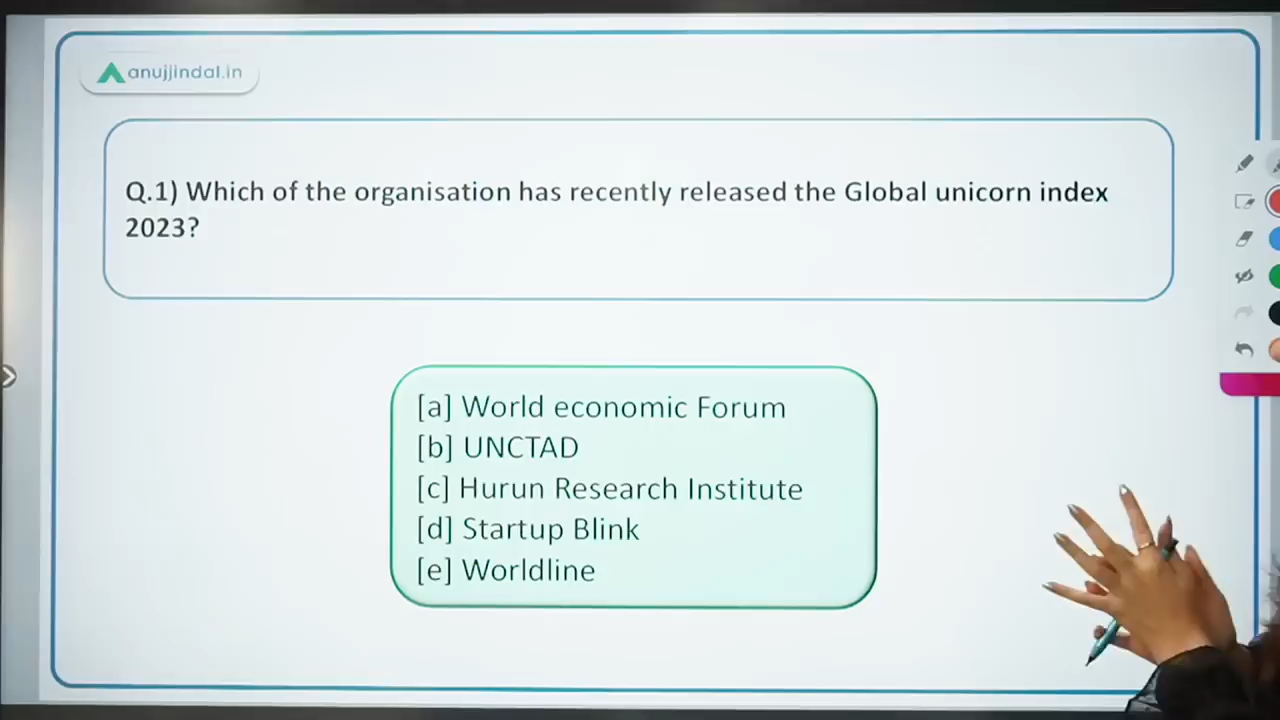 anujjindal.in
Q.1) Which of the organisation has recently released the Global unicorn index
2023?
[a] World economic Forum
[b] UNCTAD
[c] Hurun Research Institute
[d] Startup Blink
[e] Worldline